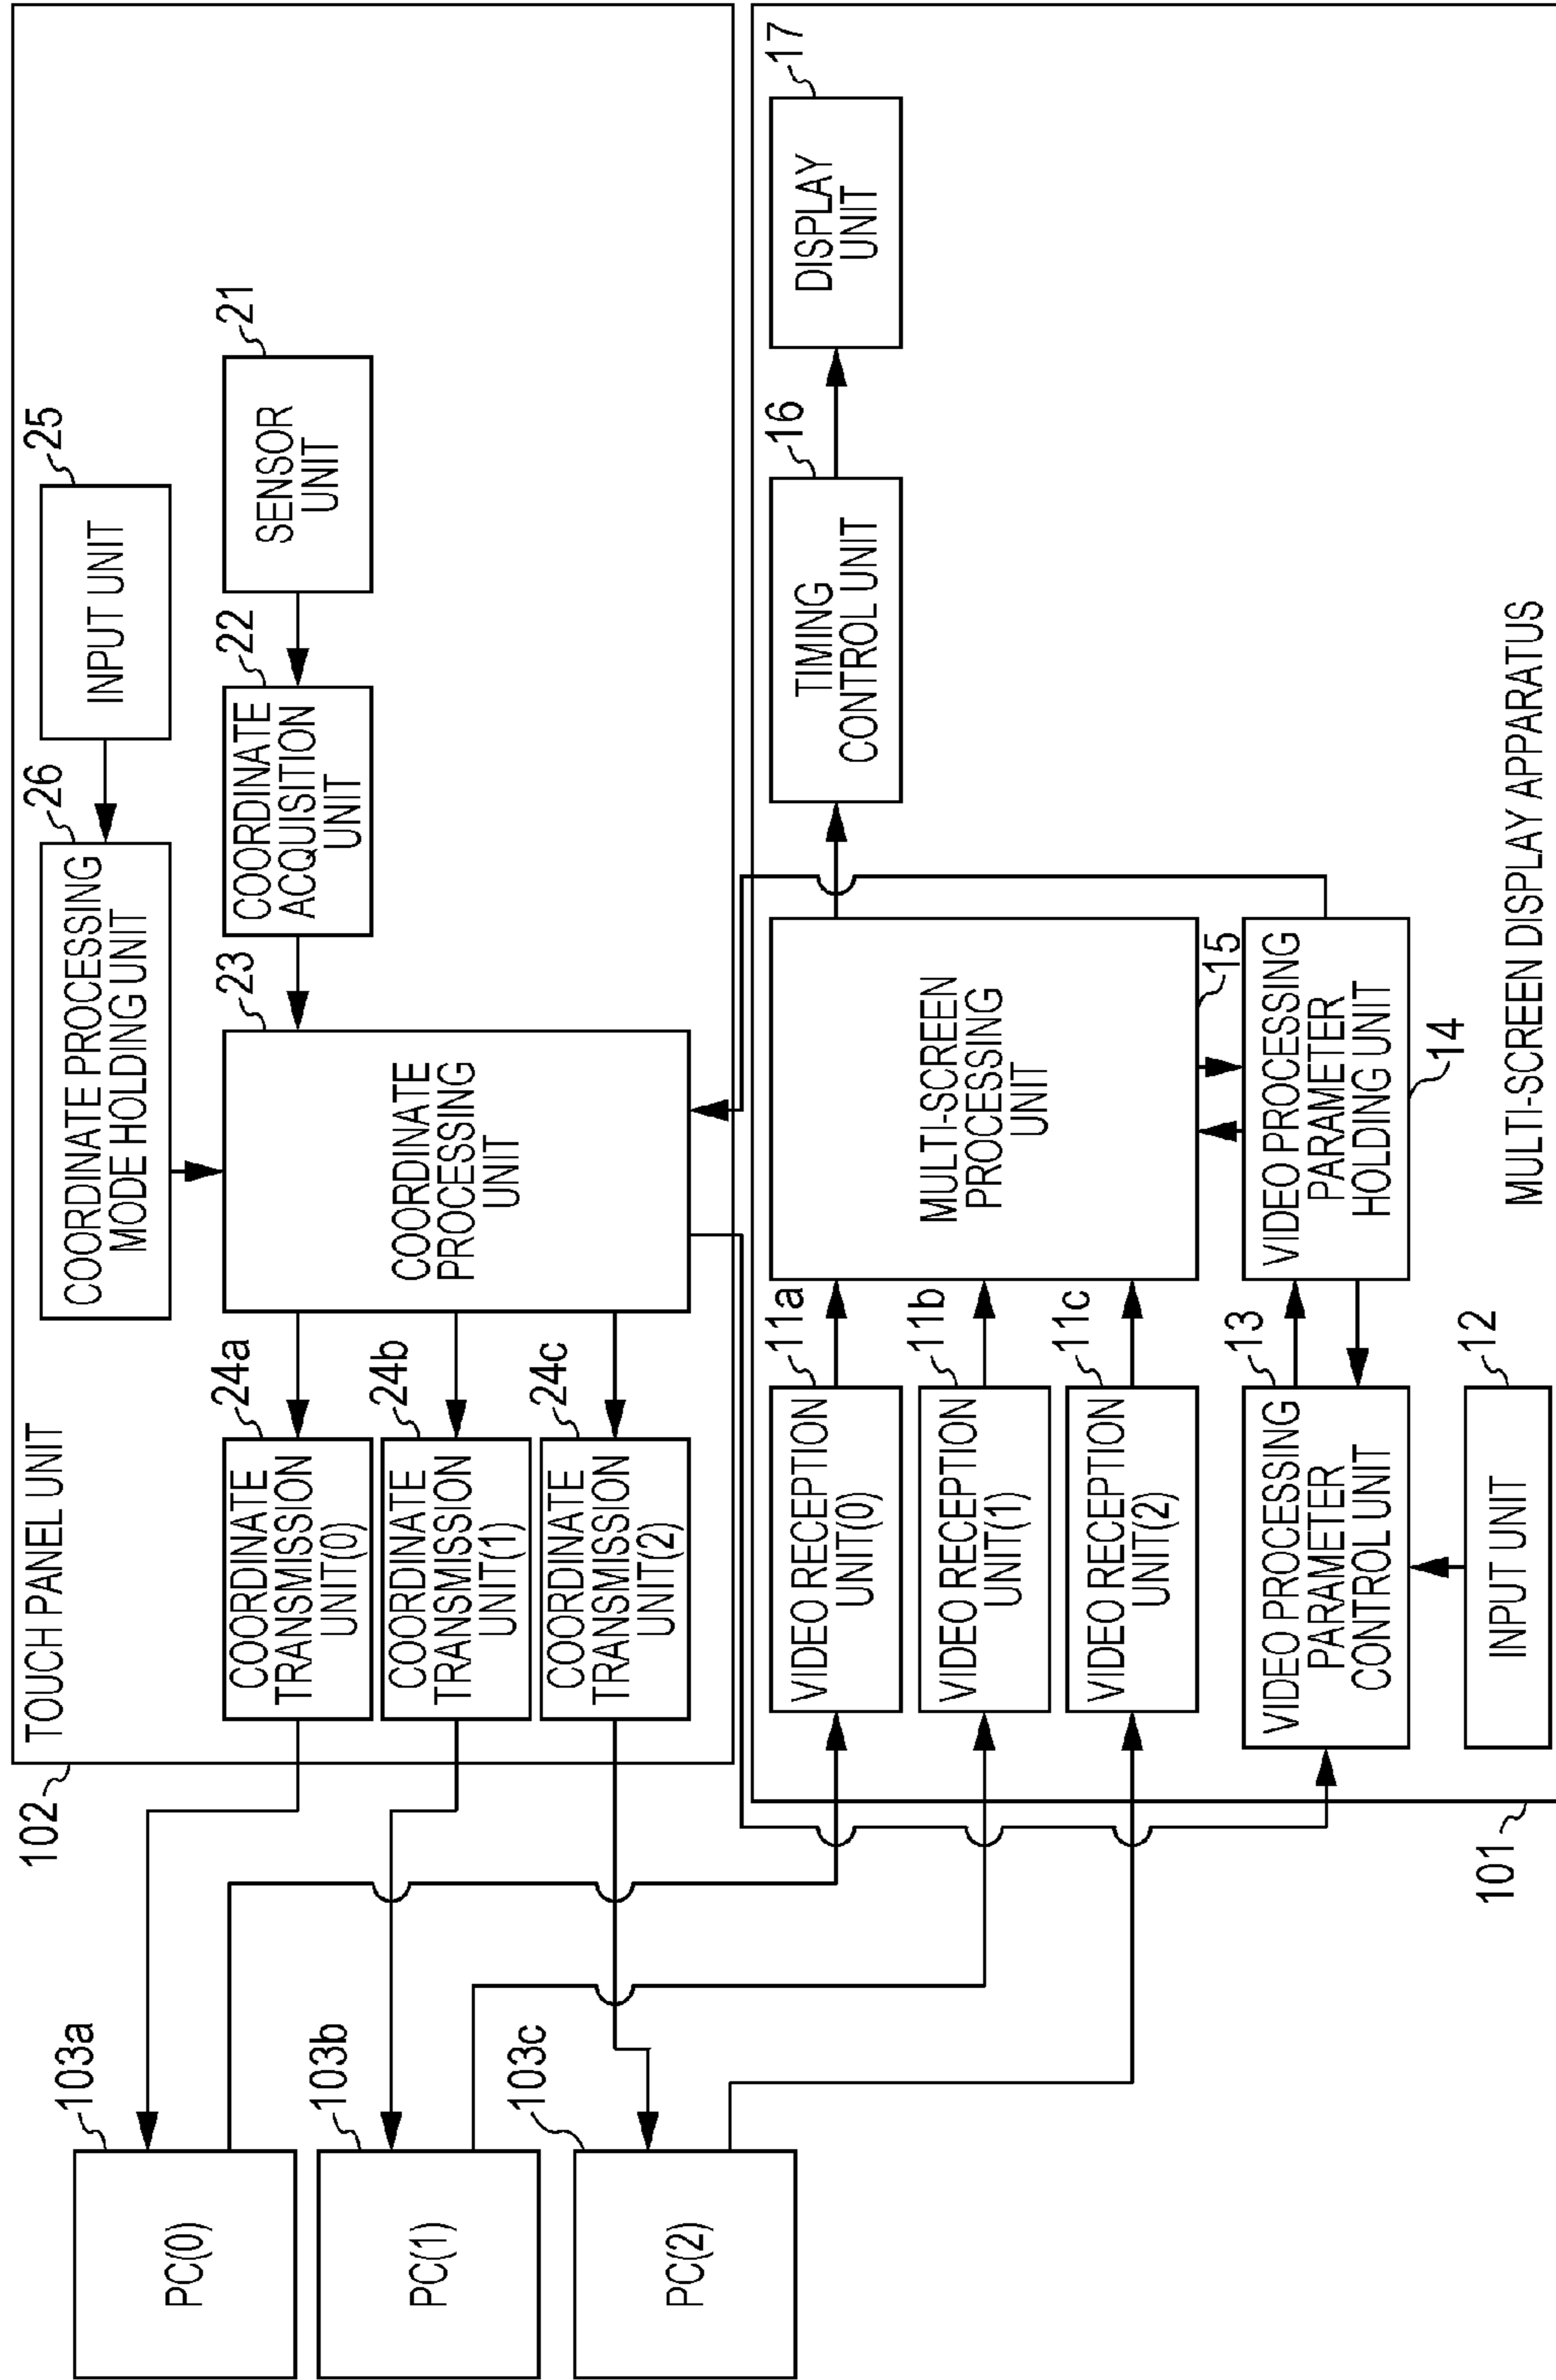 103a
PC(0)
103b
PC(1)
103c
PC(2)
102
TOUCH PANEL UNIT
24a
COORDINATE
TRANSMISSION
UNIT(0)
24b
COORDINATE
TRANSMISSION
UNIT(1)
24c
COORDINATE
TRANSMISSION
UNIT(2)
26
COORDINATE PROCESSING
MODE HOLDING UNIT
25
INPUT UNIT
23
COORDINATE
PROCESSING
UNIT
22
COORDINATE
ACQUISITION
UNIT
21
SENSOR
UNIT
101
11a
VIDEO RECEPTION
UNIT(0)
11b
VIDEO RECEPTION
UNIT(1)
11c
VIDEO RECEPTION
UNIT(2)
13
VIDEO PROCESSING
PARAMETER
CONTROL UNIT
12
INPUT UNIT
MULTI-SCREEN
PROCESSING
UNIT
15
VIDEO PROCESSING
PARAMETER
HOLDING UNIT
14
16
TIMING
CONTROL UNIT
17
DISPLAY
UNIT
MULTI-SCREEN DISPLAY APPARATUS